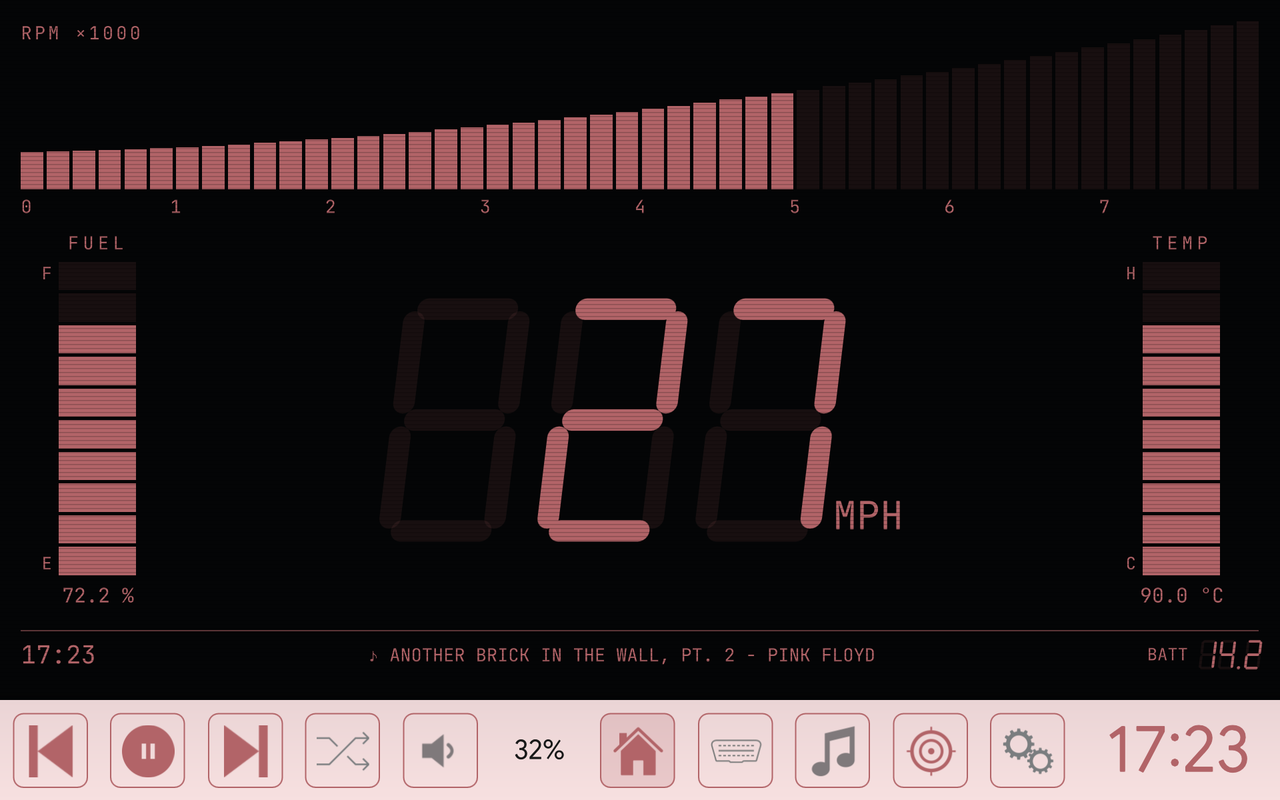 RPM ×1000
0 1 2 3 4 5 6 7
FUEL
TEMP
F
H
27 MPH
E
C
72.2 %
90.0 °C
17:23
♪ ANOTHER BRICK IN THE WALL, PT. 2 - PINK FLOYD
BATT 14.2
32%
17:23